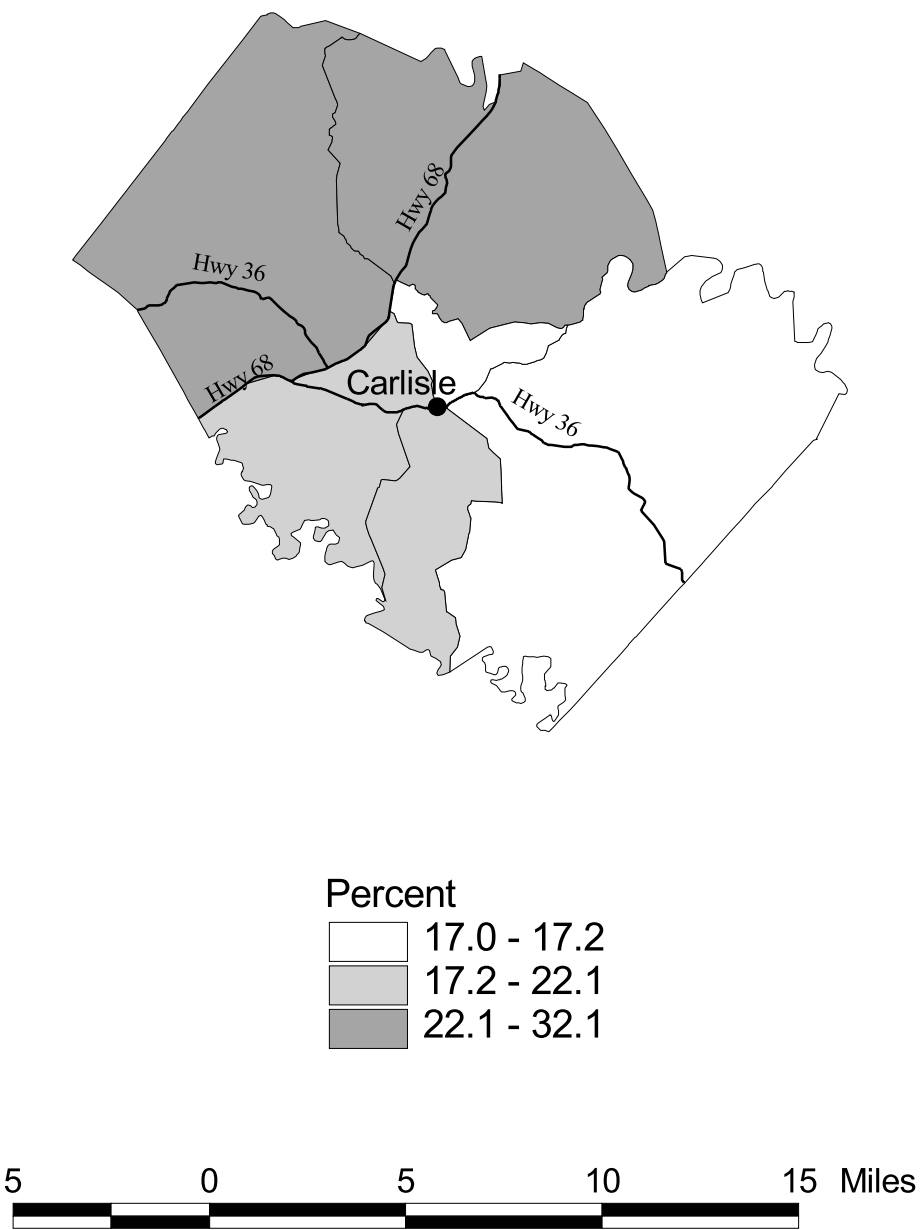 Hwy 68
Hwy 36
Hwy 68
Carlisle
Hwy 36
Percent
17.0 - 17.2
17.2 - 22.1
22.1 - 32.1
5 0 5 10 15 Miles